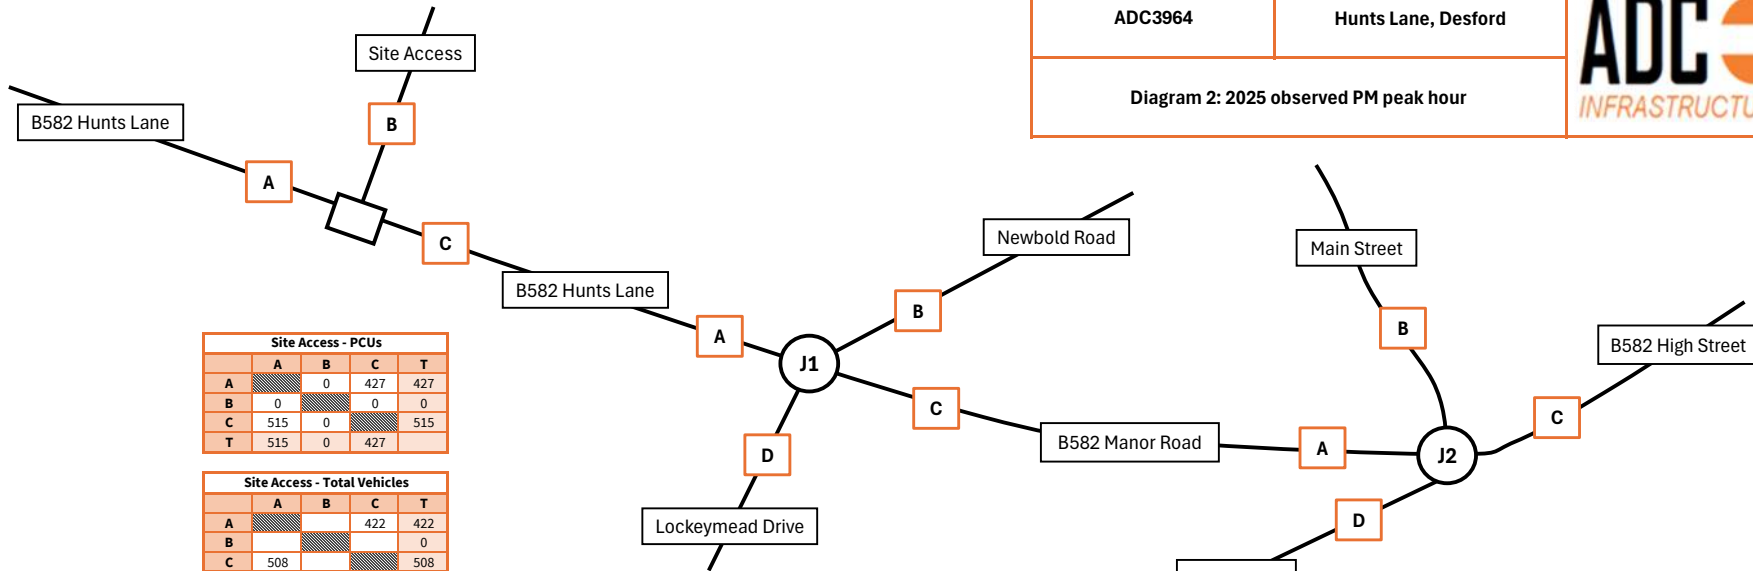 ADC3964
Hunts Lane, Desford
ADC
Diagram 2: 2025 observed PM peak hour
Site Access
B582 Hunts Lane
B
A
C
Newbold Road
Main Street
B582 Hunts Lane
B
A
B
B582 High Street
J1
C
C
B582 Manor Road
A
J2
D
D
Lockeymead Drive
Site Access - PCUs
A B C T
A 0 427 427
B 0 0 0
C 515 0 515
T 515 0 427
Site Access - Total Vehicles
A B C T
A 422 422
B 0
C 508 508